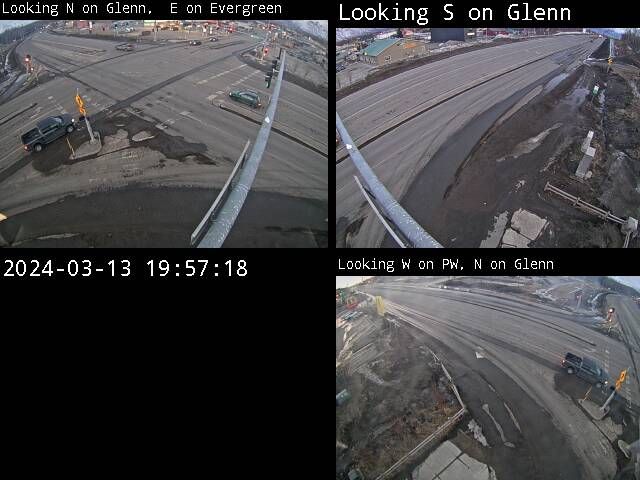 Looking N on Glenn,  E on Evergreen
Looking S on Glenn
2024-03-13 19:57:18
Looking W on PW, N on Glenn